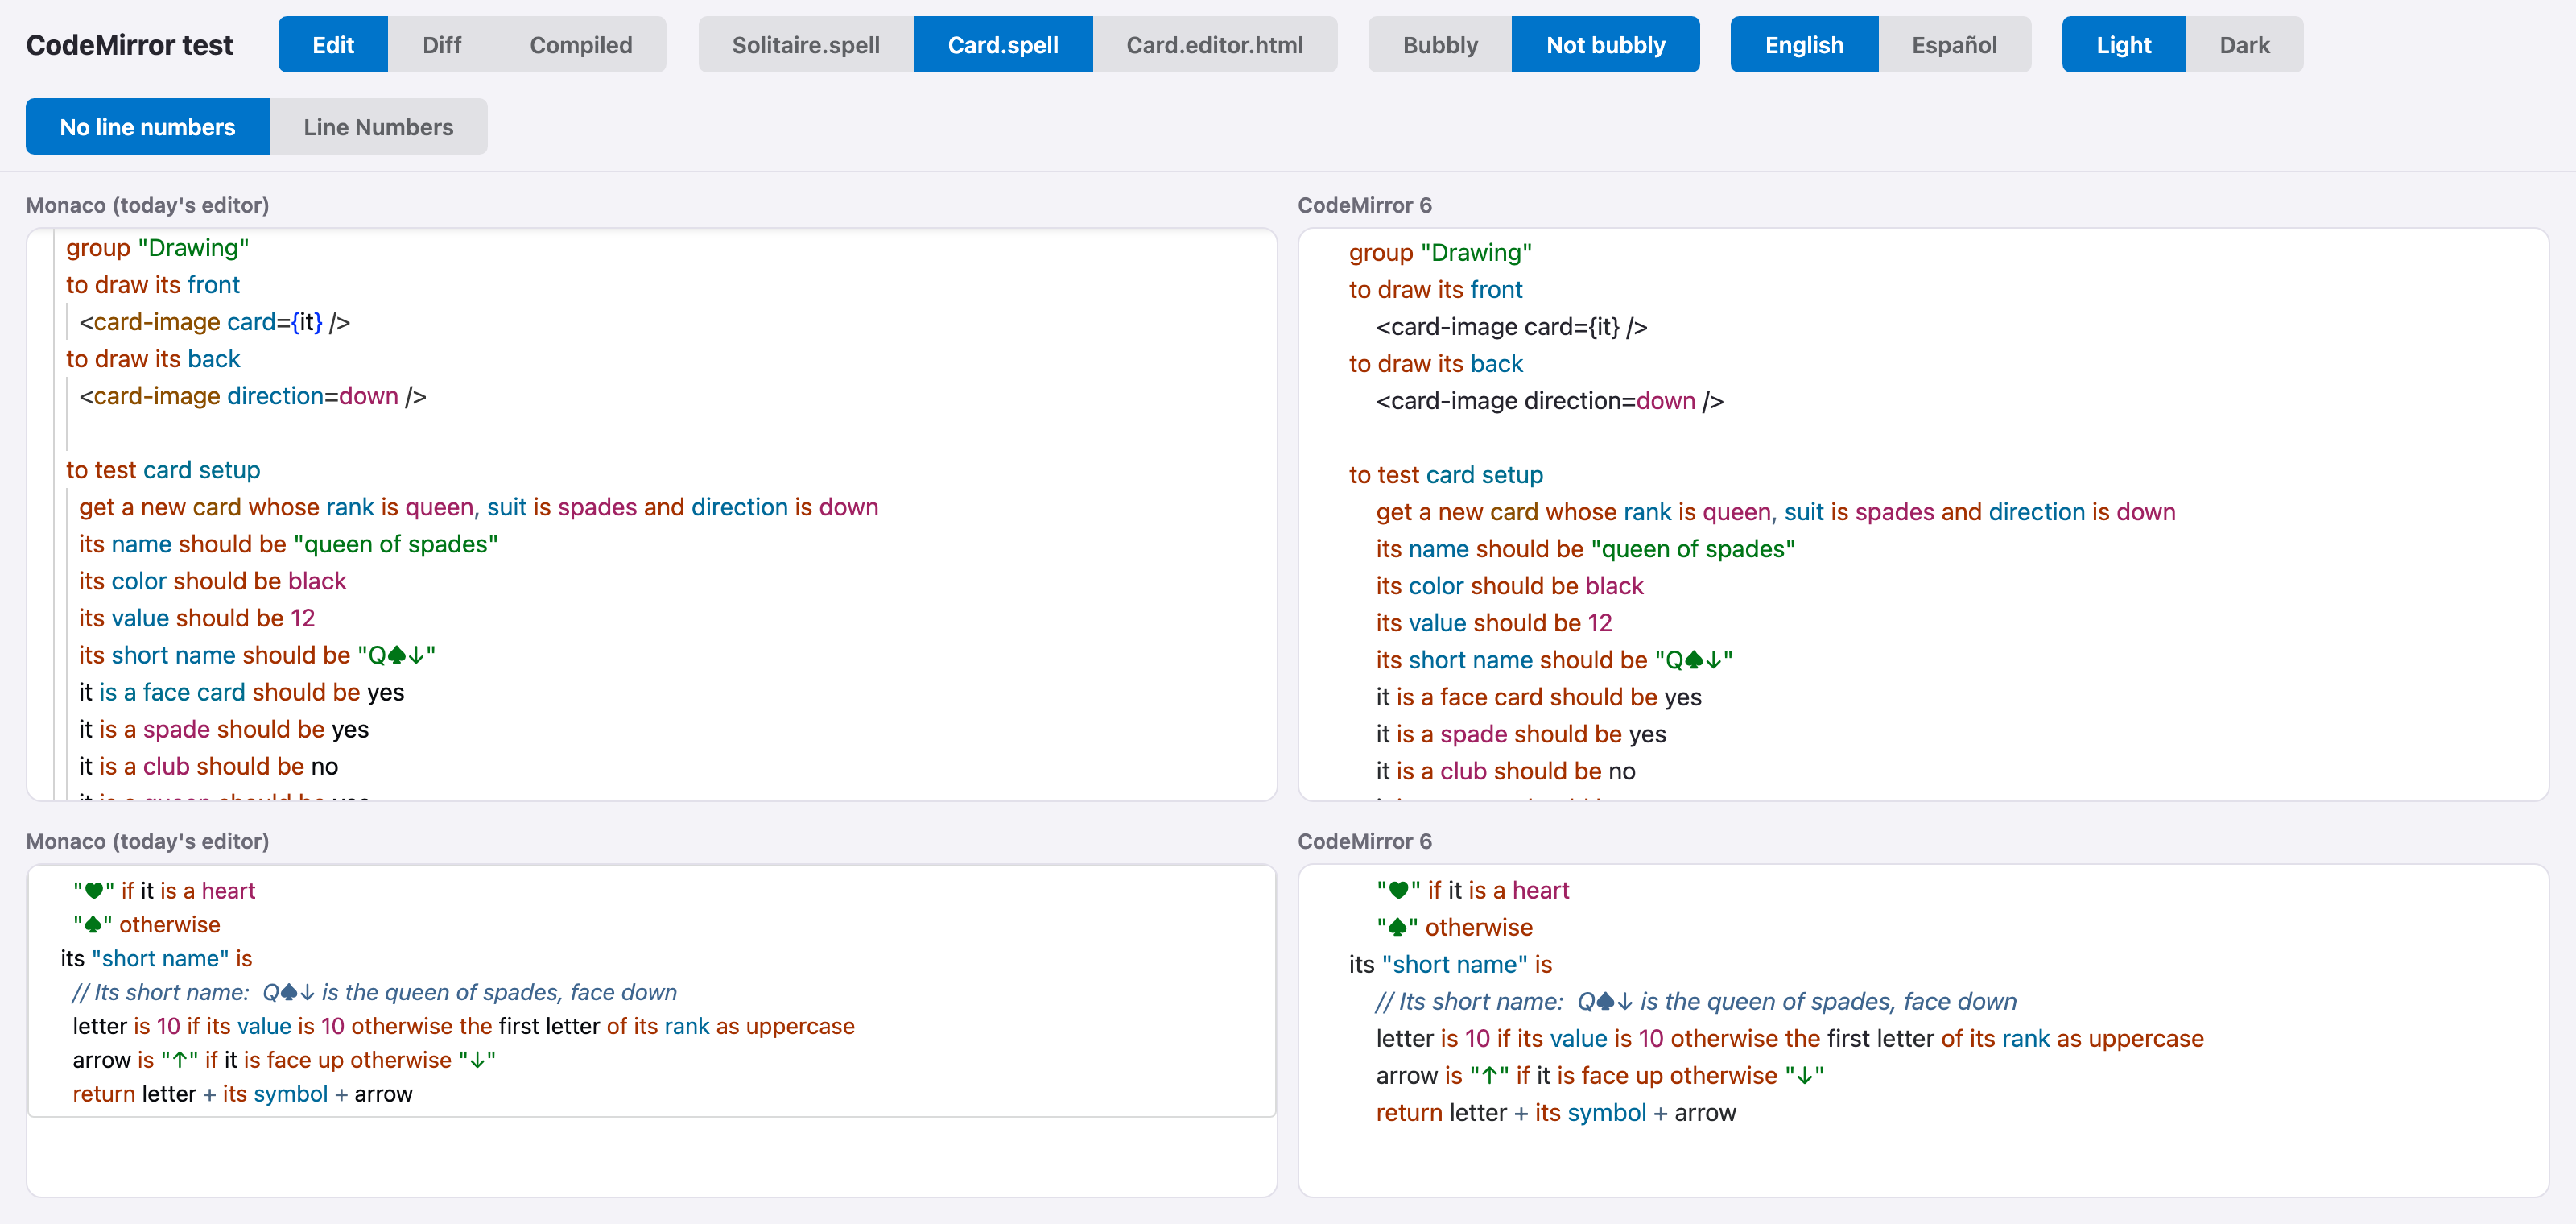 CodeMirror test
Edit Diff Compiled
Solitaire.spell Card.spell Card.editor.html
Bubbly Not bubbly
English Español
Light Dark
No line numbers Line Numbers
Monaco (today's editor)
group "Drawing"
to draw its front
<card-image card={it} />
to draw its back
<card-image direction=down />
to test card setup
get a new card whose rank is queen, suit is spades and direction is down
its name should be "queen of spades"
its color should be black
its value should be 12
its short name should be "Q♠↓"
it is a face card should be yes
it is a spade should be yes
it is a club should be no
it is a queen should be yes
CodeMirror 6
group "Drawing"
to draw its front
<card-image card={it} />
to draw its back
<card-image direction=down />
to test card setup
get a new card whose rank is queen, suit is spades and direction is down
its name should be "queen of spades"
its color should be black
its value should be 12
its short name should be "Q♠↓"
it is a face card should be yes
it is a spade should be yes
it is a club should be no
Monaco (today's editor)
"♥" if it is a heart
"♠" otherwise
its "short name" is
// Its short name:  Q♠↓ is the queen of spades, face down
letter is 10 if its value is 10 otherwise the first letter of its rank as uppercase
arrow is "↑" if it is face up otherwise "↓"
return letter + its symbol + arrow
CodeMirror 6
"♥" if it is a heart
"♠" otherwise
its "short name" is
// Its short name:  Q♠↓ is the queen of spades, face down
letter is 10 if its value is 10 otherwise the first letter of its rank as uppercase
arrow is "↑" if it is face up otherwise "↓"
return letter + its symbol + arrow